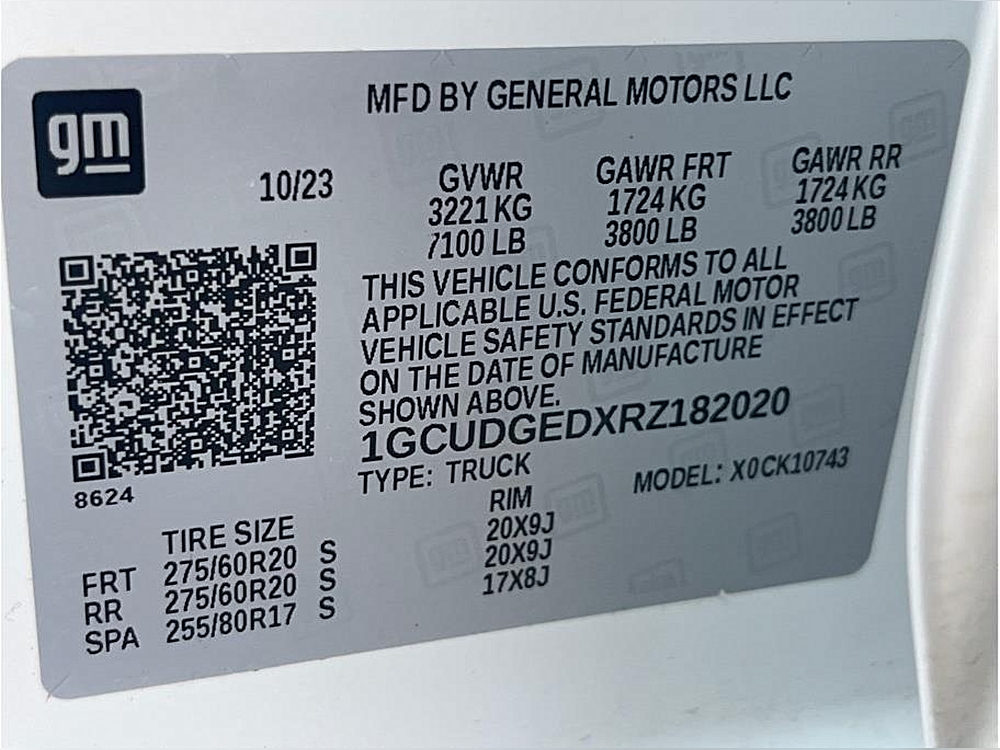 gm
MFD BY GENERAL MOTORS LLC
10/23
GVWR GAWR FRT GAWR RR
3221 KG 1724 KG 1724 KG
7100 LB 3800 LB 3800 LB
THIS VEHICLE CONFORMS TO ALL
APPLICABLE U.S. FEDERAL MOTOR
VEHICLE SAFETY STANDARDS IN EFFECT
ON THE DATE OF MANUFACTURE
SHOWN ABOVE.
1GCUDGEDXRZ182020
TYPE: TRUCK MODEL: X0CK10743
8624
TIRE SIZE RIM
FRT 275/60R20 S 20X9J
RR 275/60R20 S 20X9J
SPA 255/80R17 S 17X8J